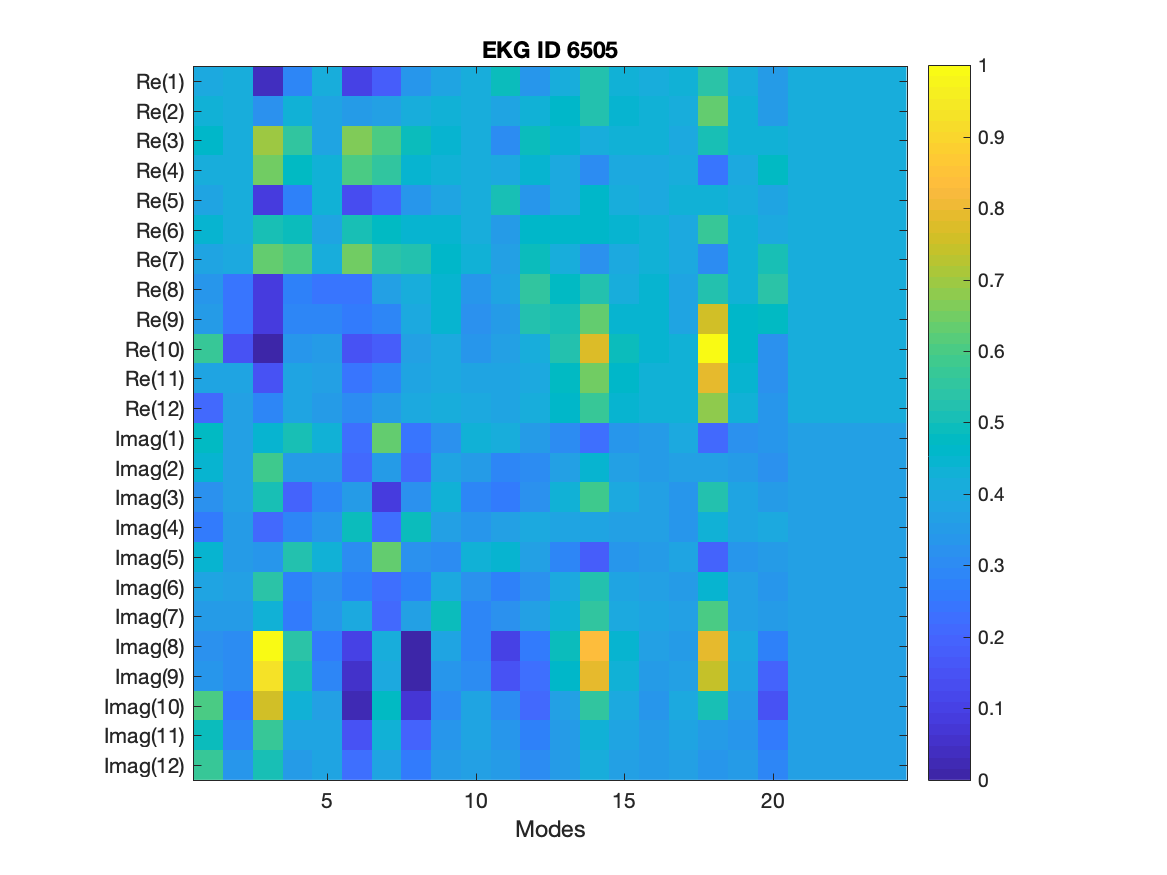 EKG ID 6505
Re(1)
Re(2)
Re(3)
Re(4)
Re(5)
Re(6)
Re(7)
Re(8)
Re(9)
Re(10)
Re(11)
Re(12)
Imag(1)
Imag(2)
Imag(3)
Imag(4)
Imag(5)
Imag(6)
Imag(7)
Imag(8)
Imag(9)
Imag(10)
Imag(11)
Imag(12)
5 10 15 20
Modes
1
0.9
0.8
0.7
0.6
0.5
0.4
0.3
0.2
0.1
0